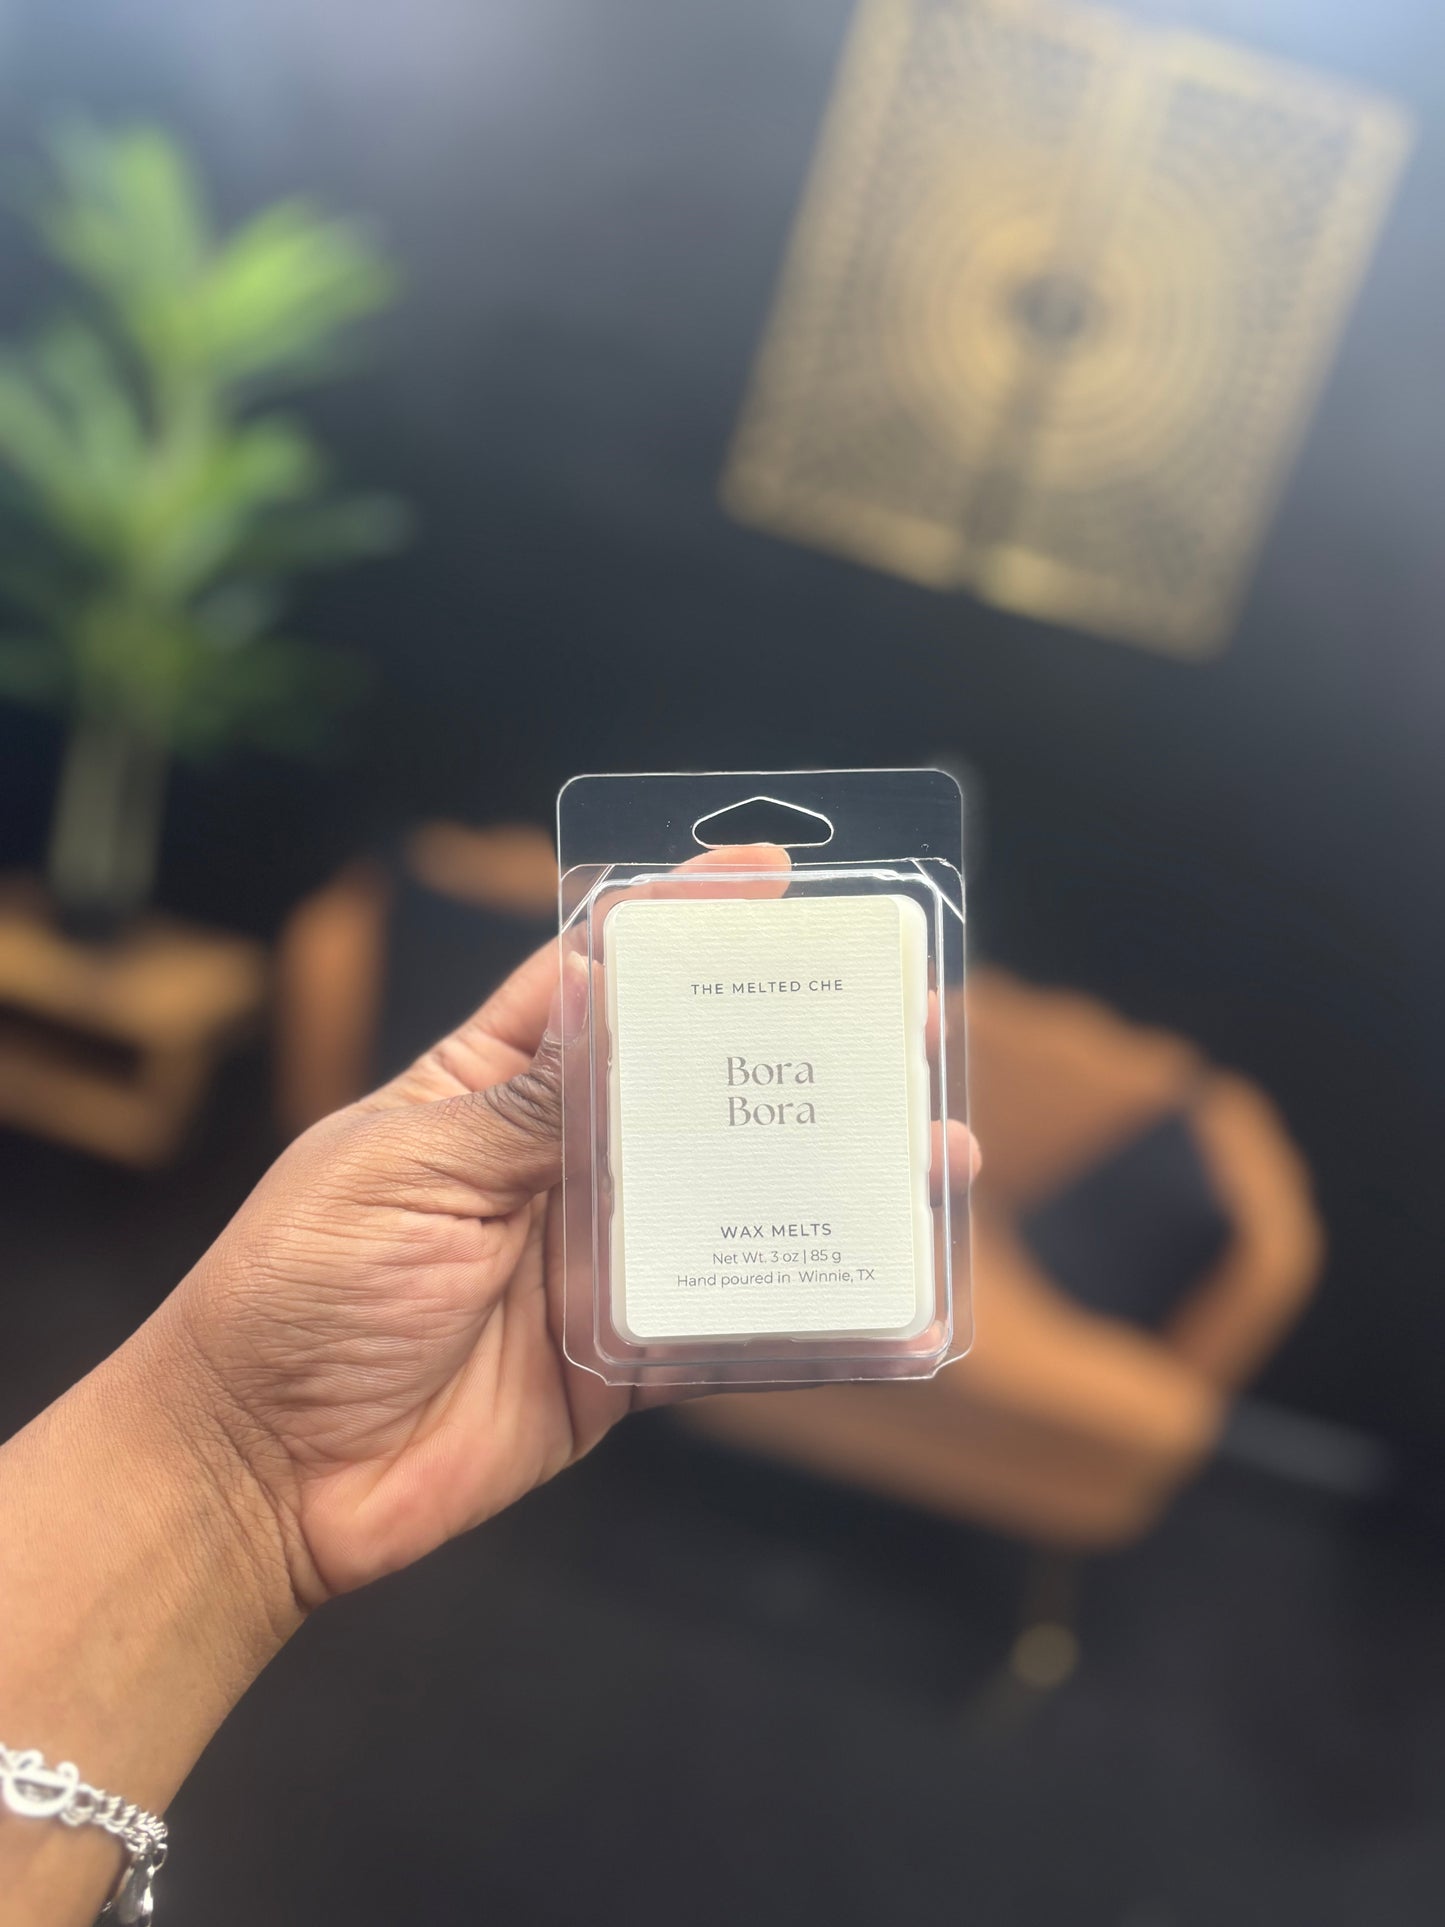 THE MELTED CHE
Bora
Bora
WAX MELTS
Net Wt. 3 oz | 85 g
Hand poured in Winnie, TX